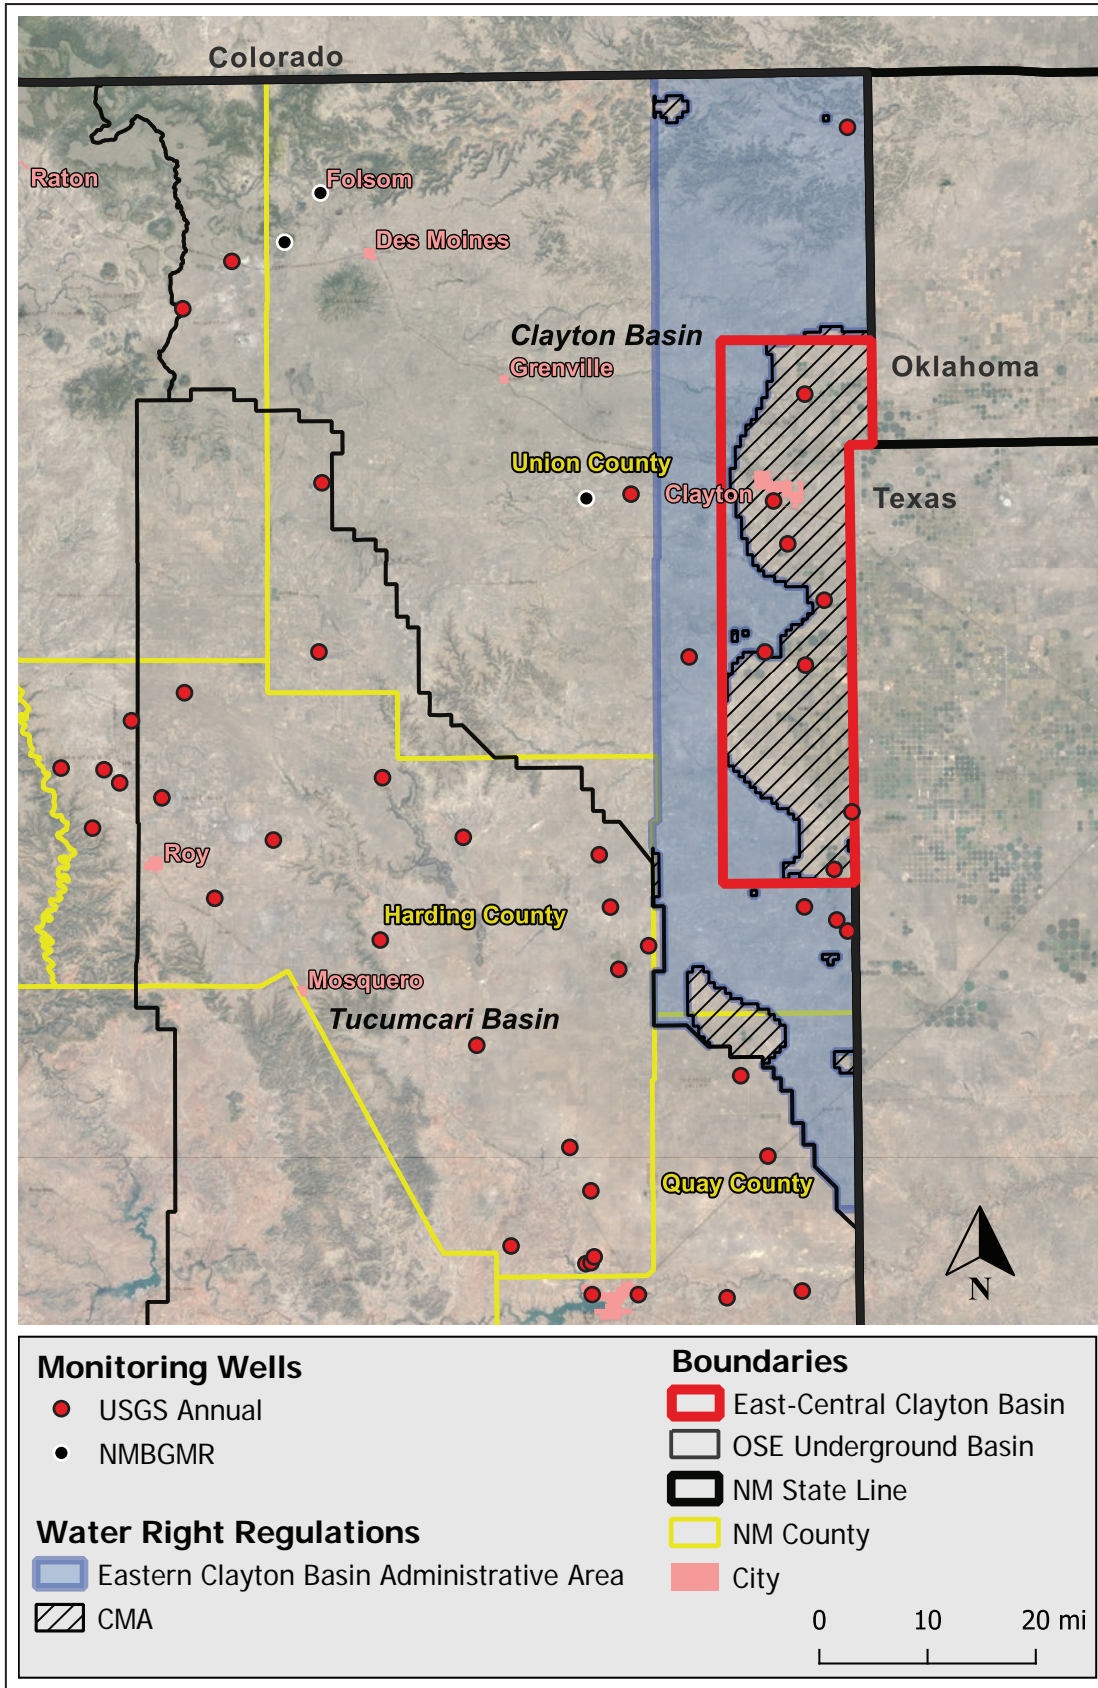 Colorado
Raton
Folsom
Des Moines
Clayton Basin
Grenville
Oklahoma
Union County
Clayton
Texas
Roy
Harding County
Mosquero
Tucumcari Basin
Quay County
N
Monitoring Wells
USGS Annual
NMBGMR
Water Right Regulations
Eastern Clayton Basin Administrative Area
CMA
Boundaries
East-Central Clayton Basin
OSE Underground Basin
NM State Line
NM County
City
0 10 20 mi